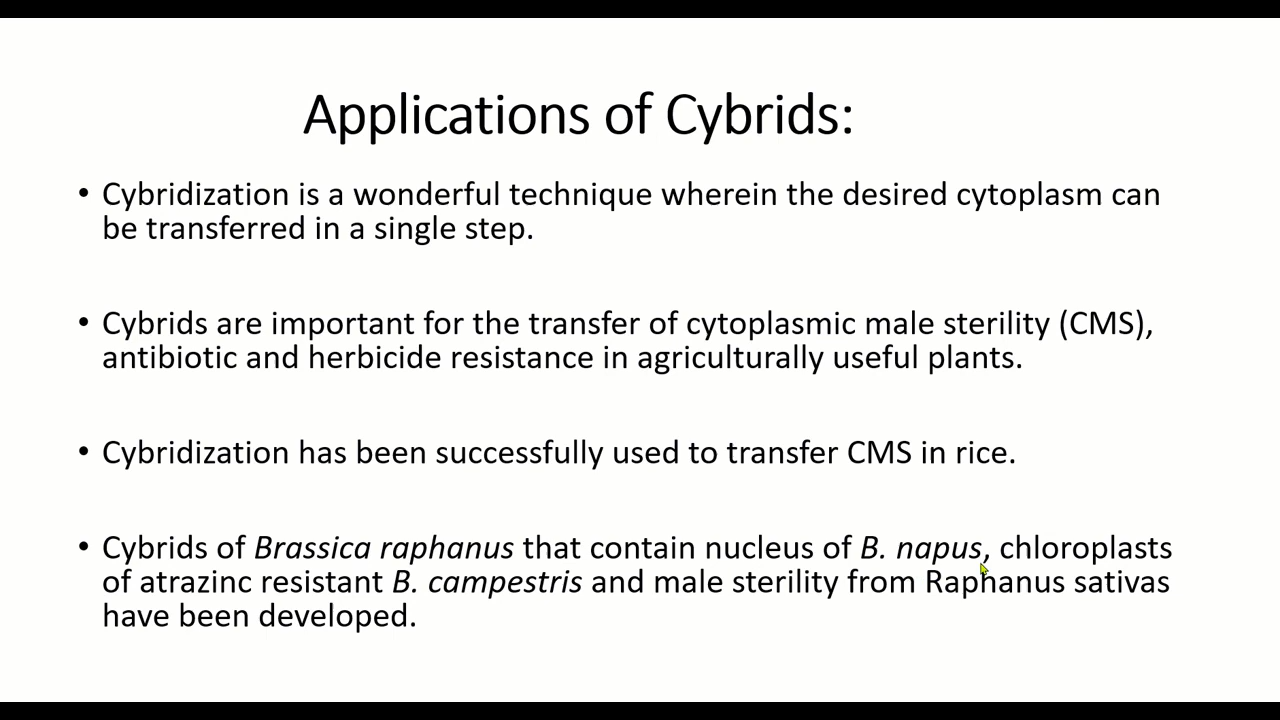 Applications of Cybrids:
• Cybridization is a wonderful technique wherein the desired cytoplasm can
be transferred in a single step.
• Cybrids are important for the transfer of cytoplasmic male sterility (CMS),
antibiotic and herbicide resistance in agriculturally useful plants.
• Cybridization has been successfully used to transfer CMS in rice.
• Cybrids of Brassica raphanus that contain nucleus of B. napus, chloroplasts
of atrazinc resistant B. campestris and male sterility from Raphanus sativas
have been developed.